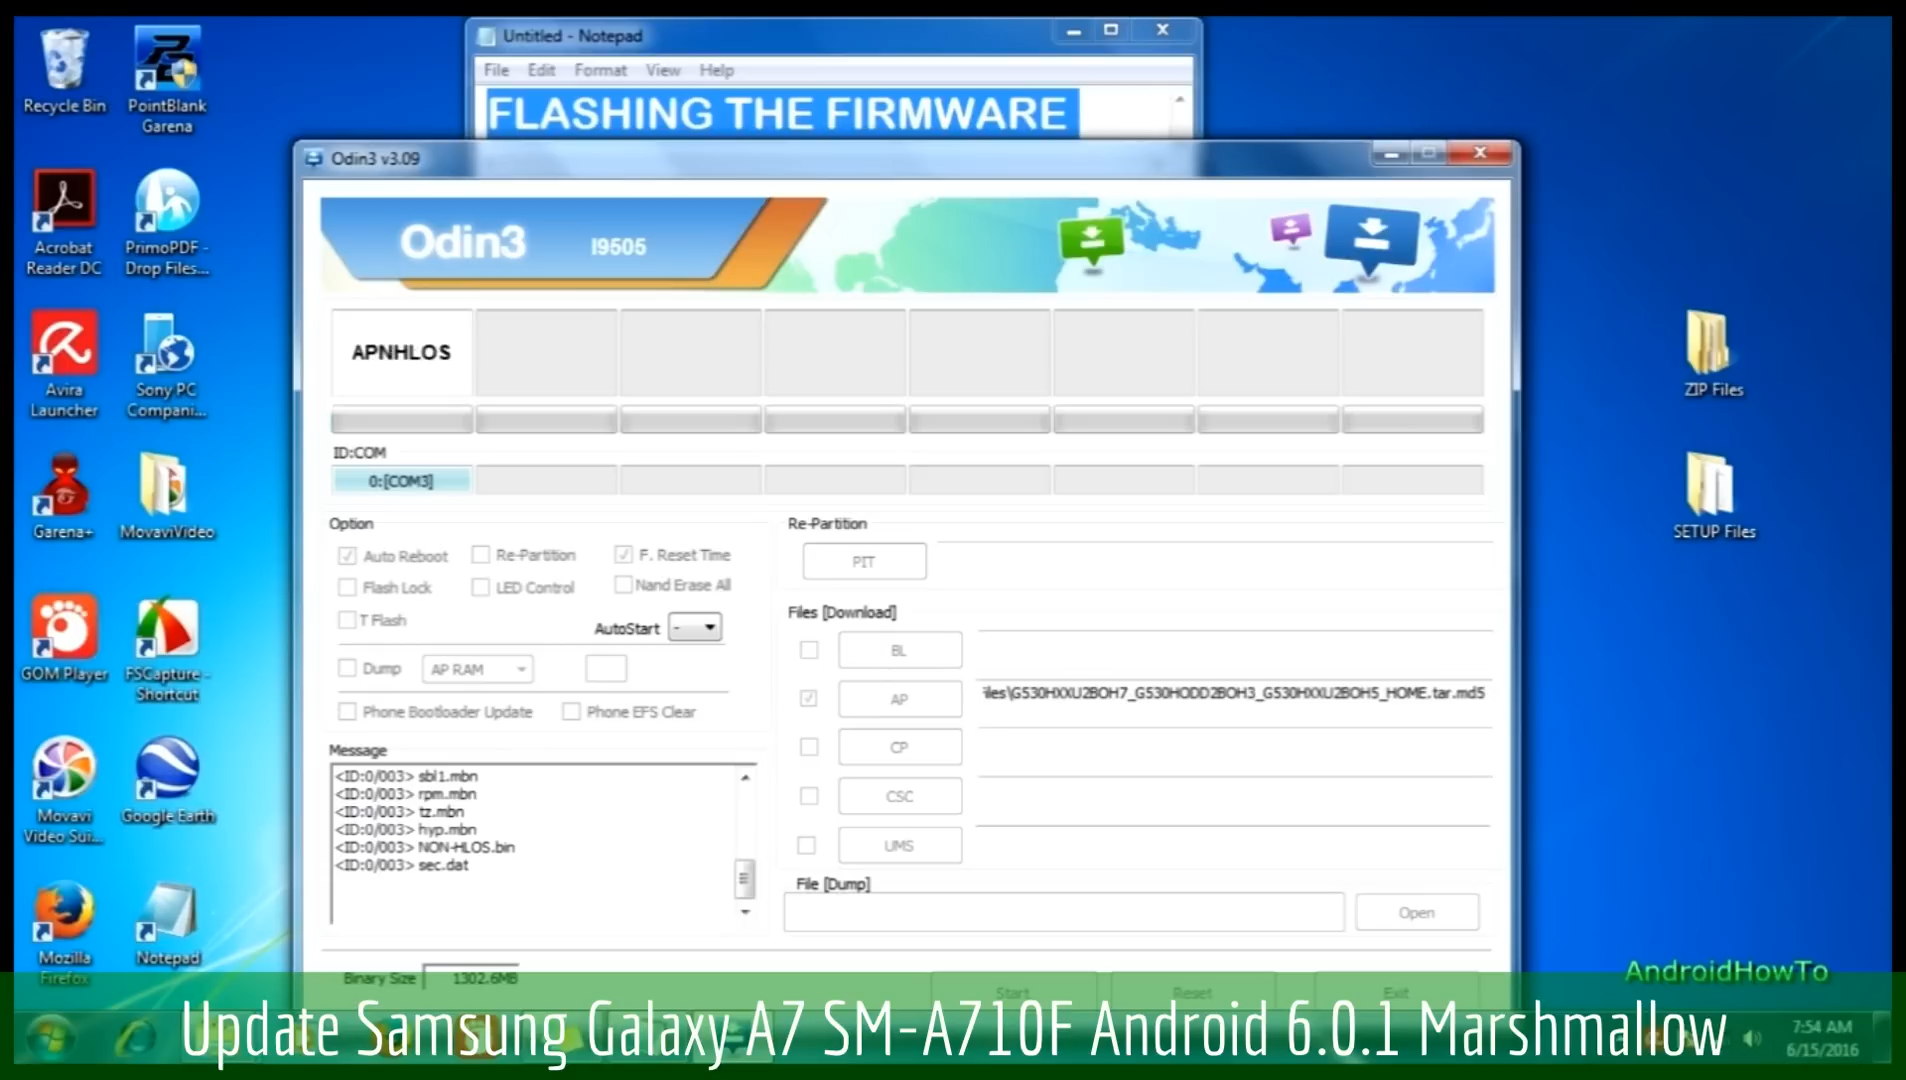 Untitled - Notepad
File Edit Format View Help
FLASHING THE FIRMWARE
Recycle Bin
PointBlank
Garena
Acrobat
Reader DC
PrimoPDF -
Drop Files...
Avira
Launcher
Sony PC
Compani...
Garena+
MovaviVideo
GOM Player
FSCapture -
Shortcut
Movavi
Video Sui...
Google Earth
Mozilla
Firefox
Notepad
Odin3 v3.09
Odin3 I9505
APNHLOS
ID:COM
0:[COM3]
Option
Auto Reboot Re-Partition F. Reset Time
Flash Lock LED Control Nand Erase All
T Flash
AutoStart -
Dump AP RAM
Phone Bootloader Update Phone EFS Clear
Message
<ID:0/003> sbl1.mbn
<ID:0/003> rpm.mbn
<ID:0/003> tz.mbn
<ID:0/003> hyp.mbn
<ID:0/003> NON-HLOS.bin
<ID:0/003> sec.dat
Re-Partition
PIT
Files [Download]
BL
AP iles\G530HXXU2BOH7_G530HODD2BOH3_G530HXXU2BOH5_HOME.tar.md5
CP
CSC
UMS
File [Dump]
Open
Binary Size 1302.6MB
Start Reset Exit
ZIP Files
SETUP Files
AndroidHowTo
Update Samsung Galaxy A7 SM-A710F Android 6.0.1 Marshmallow
7:54 AM
6/15/2016